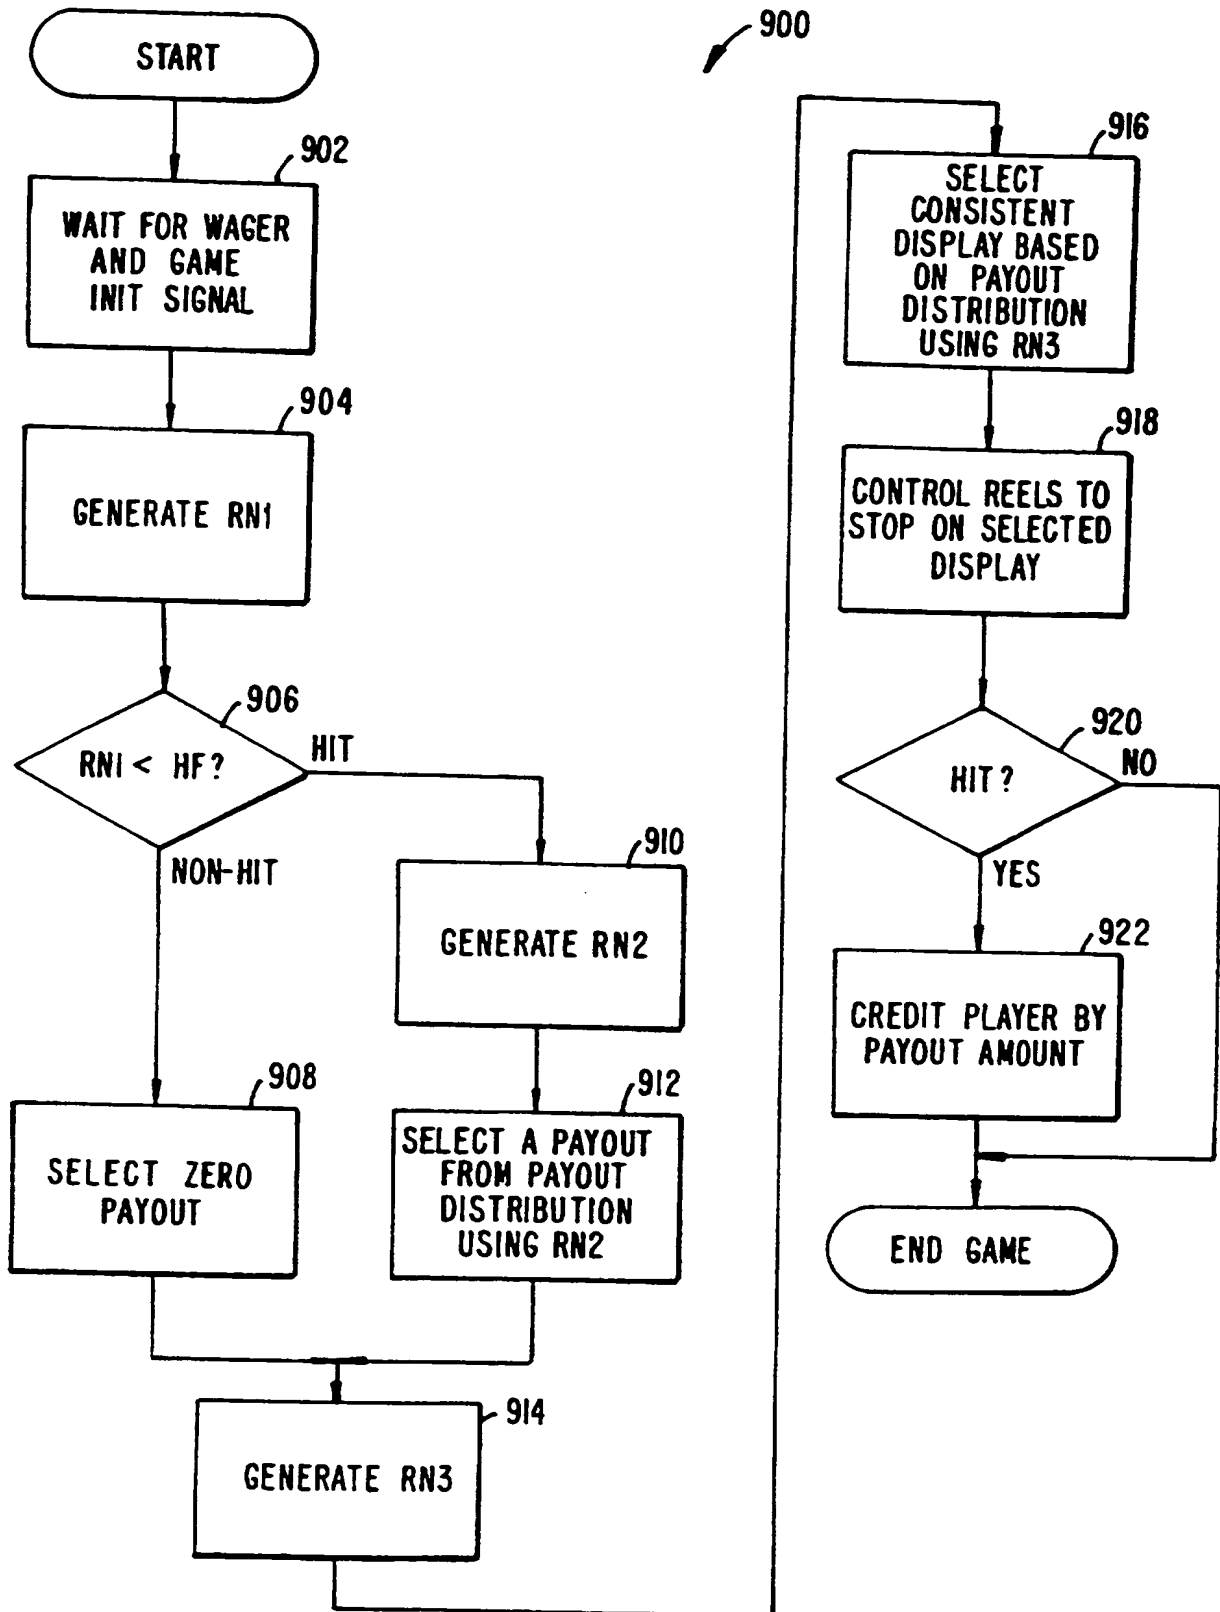 900
START
902
WAIT FOR WAGER
AND GAME
INIT SIGNAL
904
GENERATE RN1
906
RN1 < HF?
HIT
NON-HIT
910
GENERATE RN2
908
SELECT ZERO
PAYOUT
912
SELECT A PAYOUT
FROM PAYOUT
DISTRIBUTION
USING RN2
914
GENERATE RN3
916
SELECT
CONSISTENT
DISPLAY BASED
ON PAYOUT
DISTRIBUTION
USING RN3
918
CONTROL REELS TO
STOP ON SELECTED
DISPLAY
920
HIT?
NO
YES
922
CREDIT PLAYER BY
PAYOUT AMOUNT
END GAME